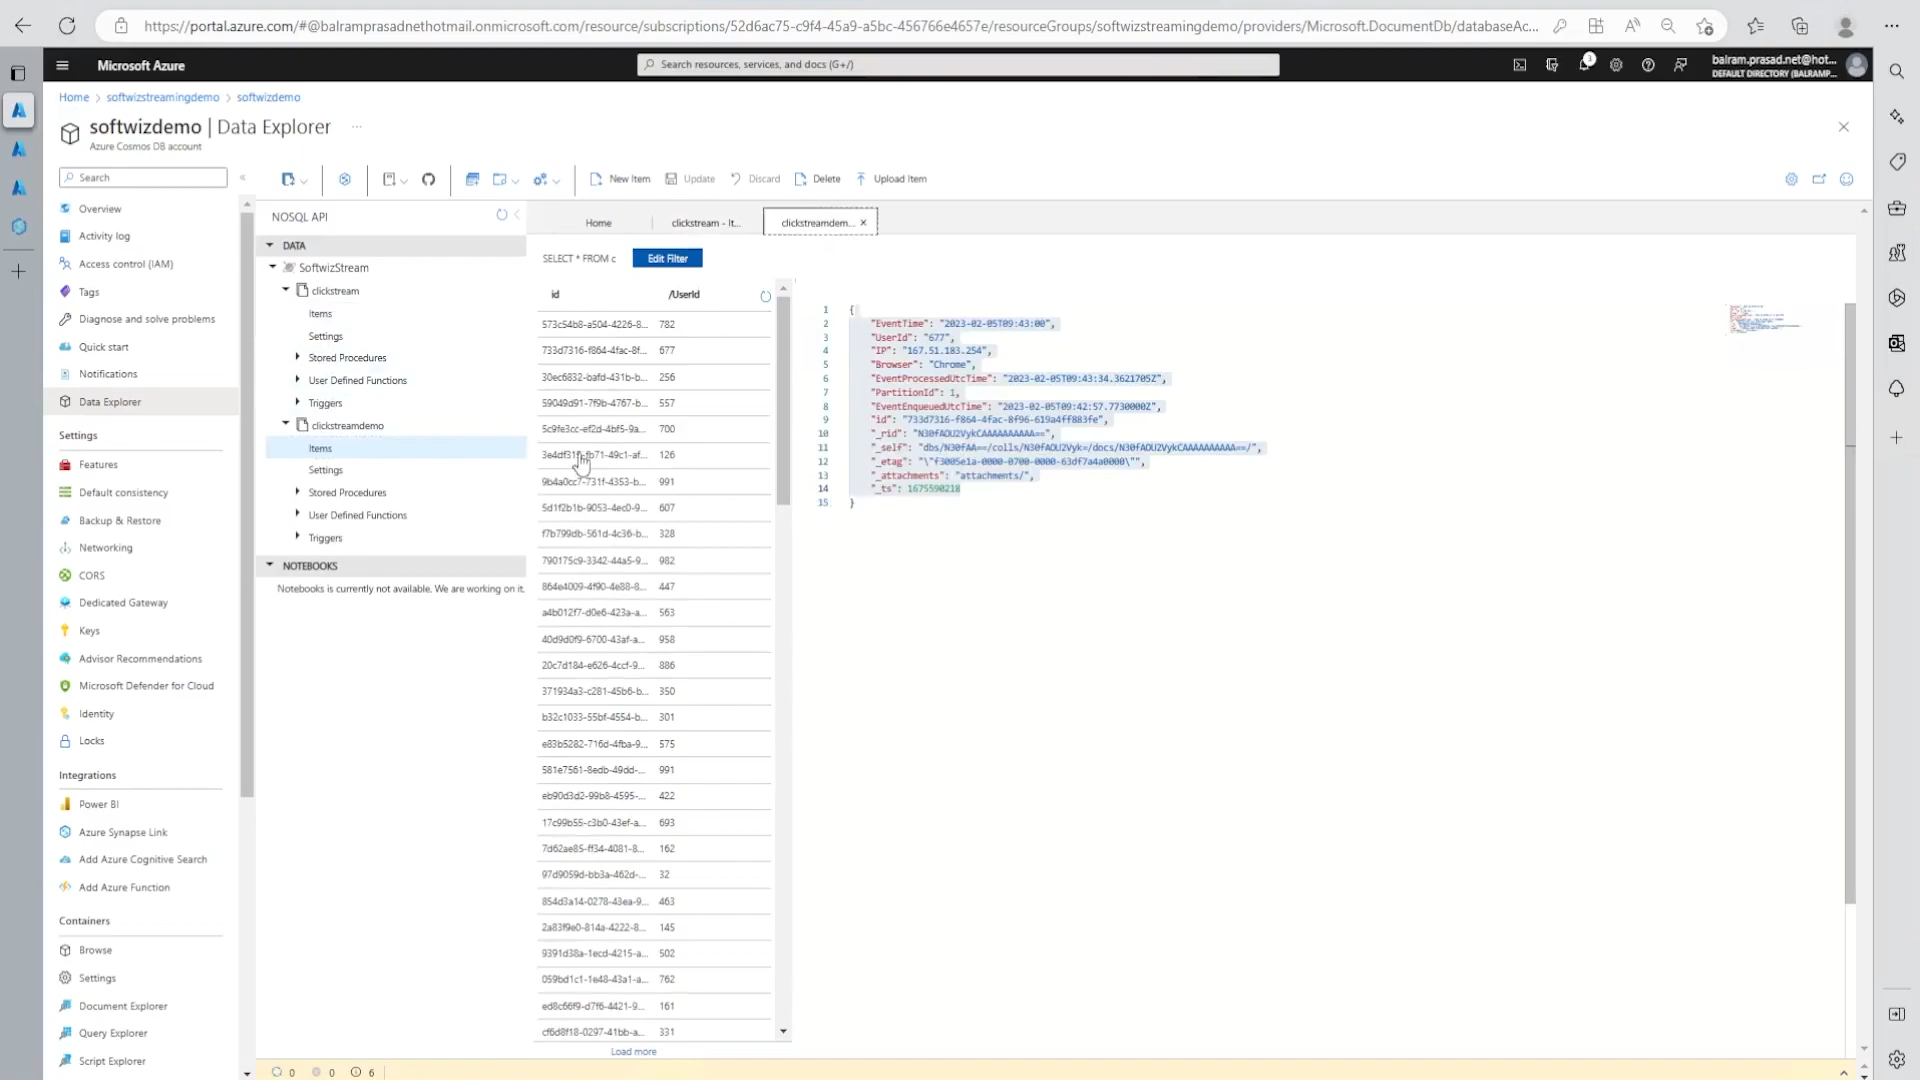 https://portal.azure.com/#@balramprasadnethotmail.onmicrosoft.com/resource/subscriptions/52d6ac75-c9f4-45a9-a5bc-456766e4657e/resourceGroups/softwizstreamingdemo/providers/Microsoft.DocumentDb/databaseAc...
Microsoft Azure
Search resources, services, and docs (G+/)
1
balram.prasad.net@hot...
DEFAULT DIRECTORY (BALRAMP...
Home > softwizstreamingdemo > softwizdemo
softwizdemo | Data Explorer ...
Azure Cosmos DB account
Search
Overview
Activity log
Access control (IAM)
Tags
Diagnose and solve problems
Quick start
Notifications
Data Explorer
Settings
Features
Default consistency
Backup & Restore
Networking
CORS
Dedicated Gateway
Keys
Advisor Recommendations
Microsoft Defender for Cloud
Identity
Locks
Integrations
Power BI
Azure Synapse Link
Add Azure Cognitive Search
Add Azure Function
Containers
Browse
Settings
Document Explorer
Query Explorer
Script Explorer
New Item Update Discard Delete Upload Item
NOSQL API
DATA
SoftwizStream
clickstream
Items
Settings
Stored Procedures
User Defined Functions
Triggers
clickstreamdemo
Items
Settings
Stored Procedures
User Defined Functions
Triggers
NOTEBOOKS
Notebooks is currently not available. We are working on it.
Home clickstream - It... clickstreamdem...
SELECT * FROM c Edit Filter
id /UserId
573c54b8-a504-4226-8... 782
733d7316-f864-4fac-8f... 677
30ec6832-bafd-431b-b... 256
59049d91-7f9b-4767-b... 557
5c9fe3cc-ef2d-4bf5-9a... 700
3e4df31f-fb71-49c1-af... 126
9b4a0cc7-731f-4353-b... 991
5d1f2b1b-9053-4ec0-9... 607
f7b799db-561d-4c36-b... 328
790175c9-3342-44a5-9... 982
864e4009-4f90-4e88-8... 447
a4b012f7-d0e6-423a-a... 563
40d9d0f9-6700-43af-a... 958
20c7d184-e626-4ccf-9... 886
371934a3-c281-45b6-b... 350
b32c1033-55bf-4554-b... 301
e83b5282-716d-4fba-9... 575
581e7561-8edb-49dd-... 991
eb90d3d2-99b8-4595-... 422
17c99b55-c3b0-43ef-a... 693
7d62ae85-ff34-4081-8... 162
97d9059d-bb3a-462d-... 32
854d3a14-0278-43ea-9... 463
2a83f9e0-814a-4222-8... 145
9391d38a-1ecd-4215-a... 502
059bd1c1-1e48-43a1-a... 762
ed8c66f9-d7f6-4421-9... 161
cf6d8f18-0297-41bb-a... 331
Load more
1 {
2 "EventTime": "2023-02-05T09:43:00",
3 "UserId": "677",
4 "IP": "167.51.183.254",
5 "Browser": "Chrome",
6 "EventProcessedUtcTime": "2023-02-05T09:43:34.3621705Z",
7 "PartitionId": 1,
8 "EventEnqueuedUtcTime": "2023-02-05T09:42:57.7730000Z",
9 "id": "733d7316-f864-4fac-8f96-619a4ff883fe",
10 "_rid": "N30fAOU2VykCAAAAAAAAAA==",
11 "_self": "dbs/N30fAA==/colls/N30fAOU2Vyk=/docs/N30fAOU2VykCAAAAAAAAAA==/",
12 "_etag": "\"f3005e1a-0000-0700-0000-63df7a4a0000\"",
13 "_attachments": "attachments/",
14 "_ts": 1675590218
15 }
0 0 6